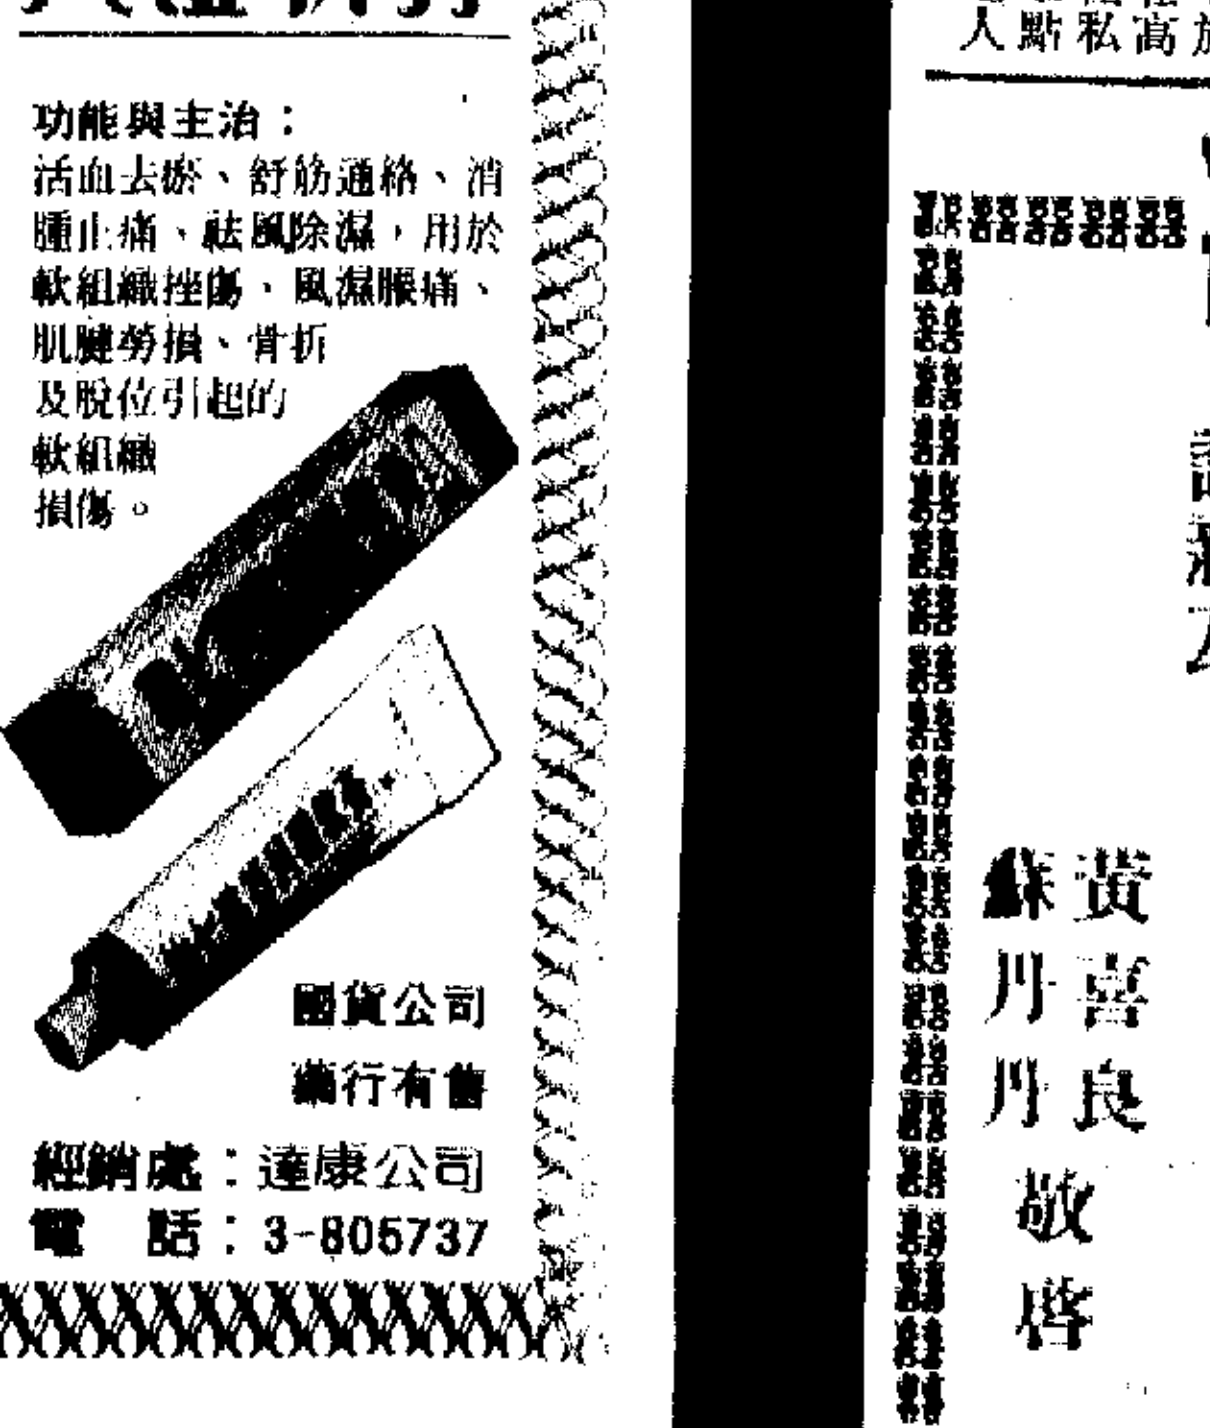 功能與主治：
活血去瘀、舒筋通絡、消
腫止痛、祛風除濕，用於
軟組織挫傷、風濕脹痛、
肌腱勞損、骨折
及脫位引起的
軟組織
損傷。
國貨公司
藥行有售
經銷處：達康公司
電　話：3-805737
人點私高
黃喜良
蘇丹丹
敬啓